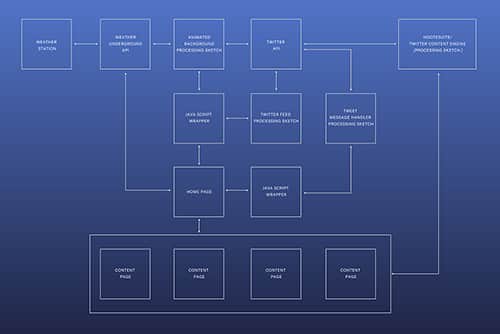 WEATHER
STATION
WEATHER
UNDERGROUND
API
ANIMATED
BACKGROUND
PROCESSING SKETCH
TWITTER
API
HOOTESUITE/
TWITTER CONTENT ENGINE
(PROCESSING SKETCH)
JAVA SCRIPT
WRAPPER
TWITTER FEED
PROCESSING SKETCH
TWEET
MESSAGE HANDLER
PROCESSING SKETCH
HOME PAGE
JAVA SCRIPT
WRAPPER
CONTENT
PAGE
CONTENT
PAGE
CONTENT
PAGE
CONTENT
PAGE